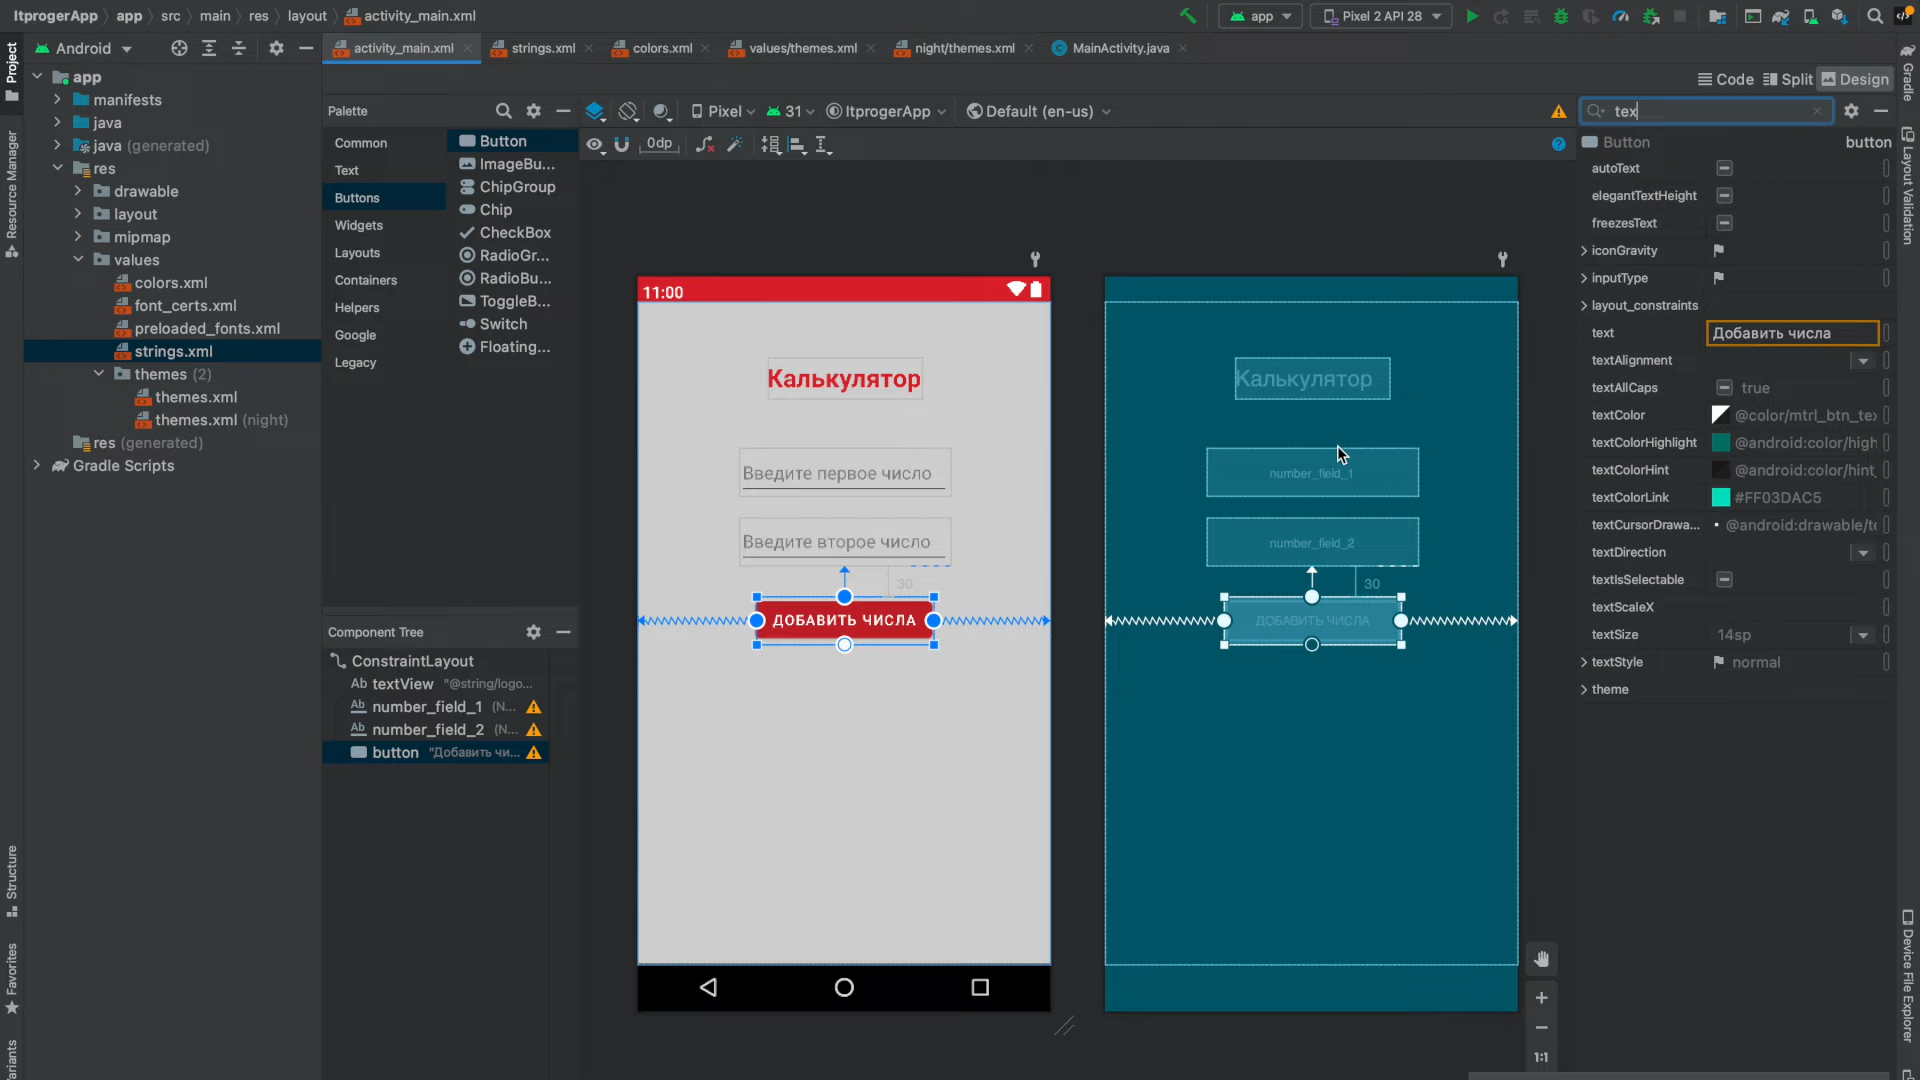 ItprogerApp app src main res layout activity_main.xml app Pixel 2 API 28
Project Android activity_main.xml strings.xml colors.xml values/themes.xml night/themes.xml MainActivity.java Gradle
app
manifests
java
java (generated)
res
drawable
layout
mipmap
values
colors.xml
font_certs.xml
preloaded_fonts.xml
strings.xml
themes (2)
themes.xml
themes.xml (night)
res (generated)
Gradle Scripts
Resource Manager
Structure
Favorites
Code Split Design
Palette
Common
Text
Buttons
Widgets
Layouts
Containers
Helpers
Google
Legacy
Button
ImageBu...
ChipGroup
Chip
CheckBox
RadioGr...
RadioBu...
ToggleB...
Switch
Floating...
Component Tree
ConstraintLayout
Ab textView "@string/logo...
Ab number_field_1 (N...
Ab number_field_2 (N...
button "Добавить чи...
Pixel 31 ItprogerApp Default (en-us)
0dp
11:00
Калькулятор
Введите первое число
Введите второе число
30
ДОБАВИТЬ ЧИСЛА
Калькулятор
number_field_1
number_field_2
30
ДОБАВИТЬ ЧИСЛА
1:1
tex
Button button
autoText
elegantTextHeight
freezesText
iconGravity
inputType
layout_constraints
text Добавить числа
textAlignment
textAllCaps true
textColor @color/mtrl_btn_te
textColorHighlight @android:color/high
textColorHint @android:color/hint_
textColorLink #FF03DAC5
textCursorDrawa... @android:drawable/te
textDirection
textIsSelectable
textScaleX
textSize 14sp
textStyle normal
theme
Layout Validation
Device File Explorer